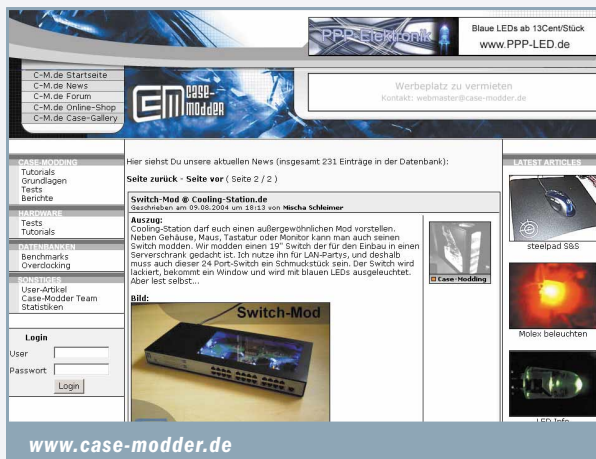 PPP-Elektronik
Blaue LEDs ab 13Cent/Stück
www.PPP-LED.de
C-M.de Startseite
C-M.de News
C-M.de Forum
C-M.de Online-Shop
C-M.de Case-Gallery
CM case-modder
Werbeplatz zu vermieten
Kontakt: webmaster@case-modder.de
CASE-MODDING
Tutorials
Grundlagen
Tests
Berichte
HARDWARE
Tests
Tutorials
DATENBANKEN
Benchmarks
Overclocking
SONSTIGES
User-Artikel
Case-Modder Team
Statistiken
Login
User
Passwort
Login
Hier siehst Du unsere aktuellen News (insgesamt 231 Einträge in der Datenbank):
Seite zurück - Seite vor ( Seite 2 / 2 )
Switch-Mod @ Cooling-Station.de
Geschrieben am 09.08.2004 um 18:13 von Mischa Schleimer
Auszug:
Cooling-Station darf euch einen außergewöhnlichen Mod vorstellen.
Neben Gehäuse, Maus, Tastatur oder Monitor kann man auch seinen
Switch modden. Wir modden einen 19" Switch der für den Einbau in einen
Serverschrank gedacht ist. Ich nutze ihn für LAN-Partys, und deshalb
muss auch dieser 24 Port-Switch ein Schmuckstück sein. Der Switch wird
lackiert, bekommt ein Window und wird mit blauen LEDs ausgeleuchtet.
Aber lest selbst...
Case-Modding
Bild:
Switch-Mod
LATEST ARTICLES
steelpad S&S
Molex beleuchten
LED Info
www.case-modder.de